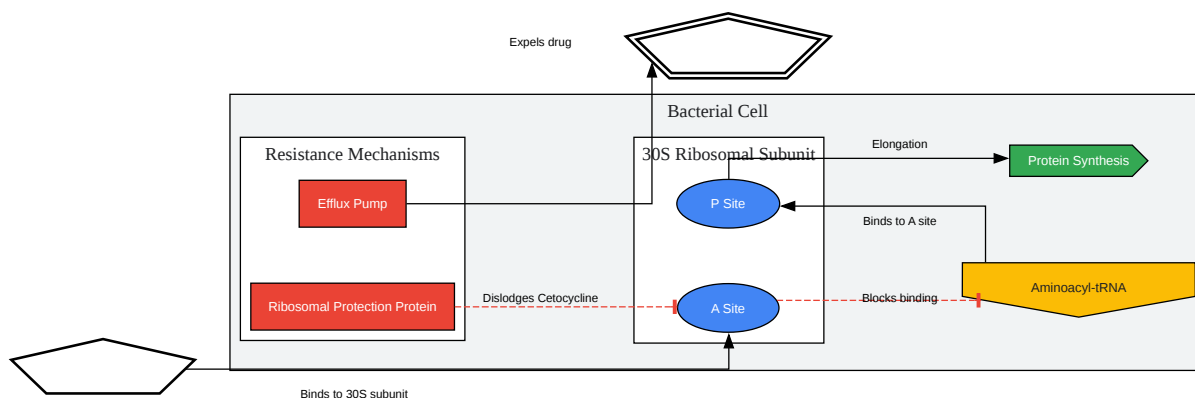 Expels drug
Bacterial Cell
Resistance Mechanisms
30S Ribosomal Subunit
Elongation
Protein Synthesis
Efflux Pump
P Site
Binds to A site
Aminoacyl-tRNA
Ribosomal Protection Protein
Dislodges Cetocycline
A Site
Blocks binding
Binds to 30S subunit